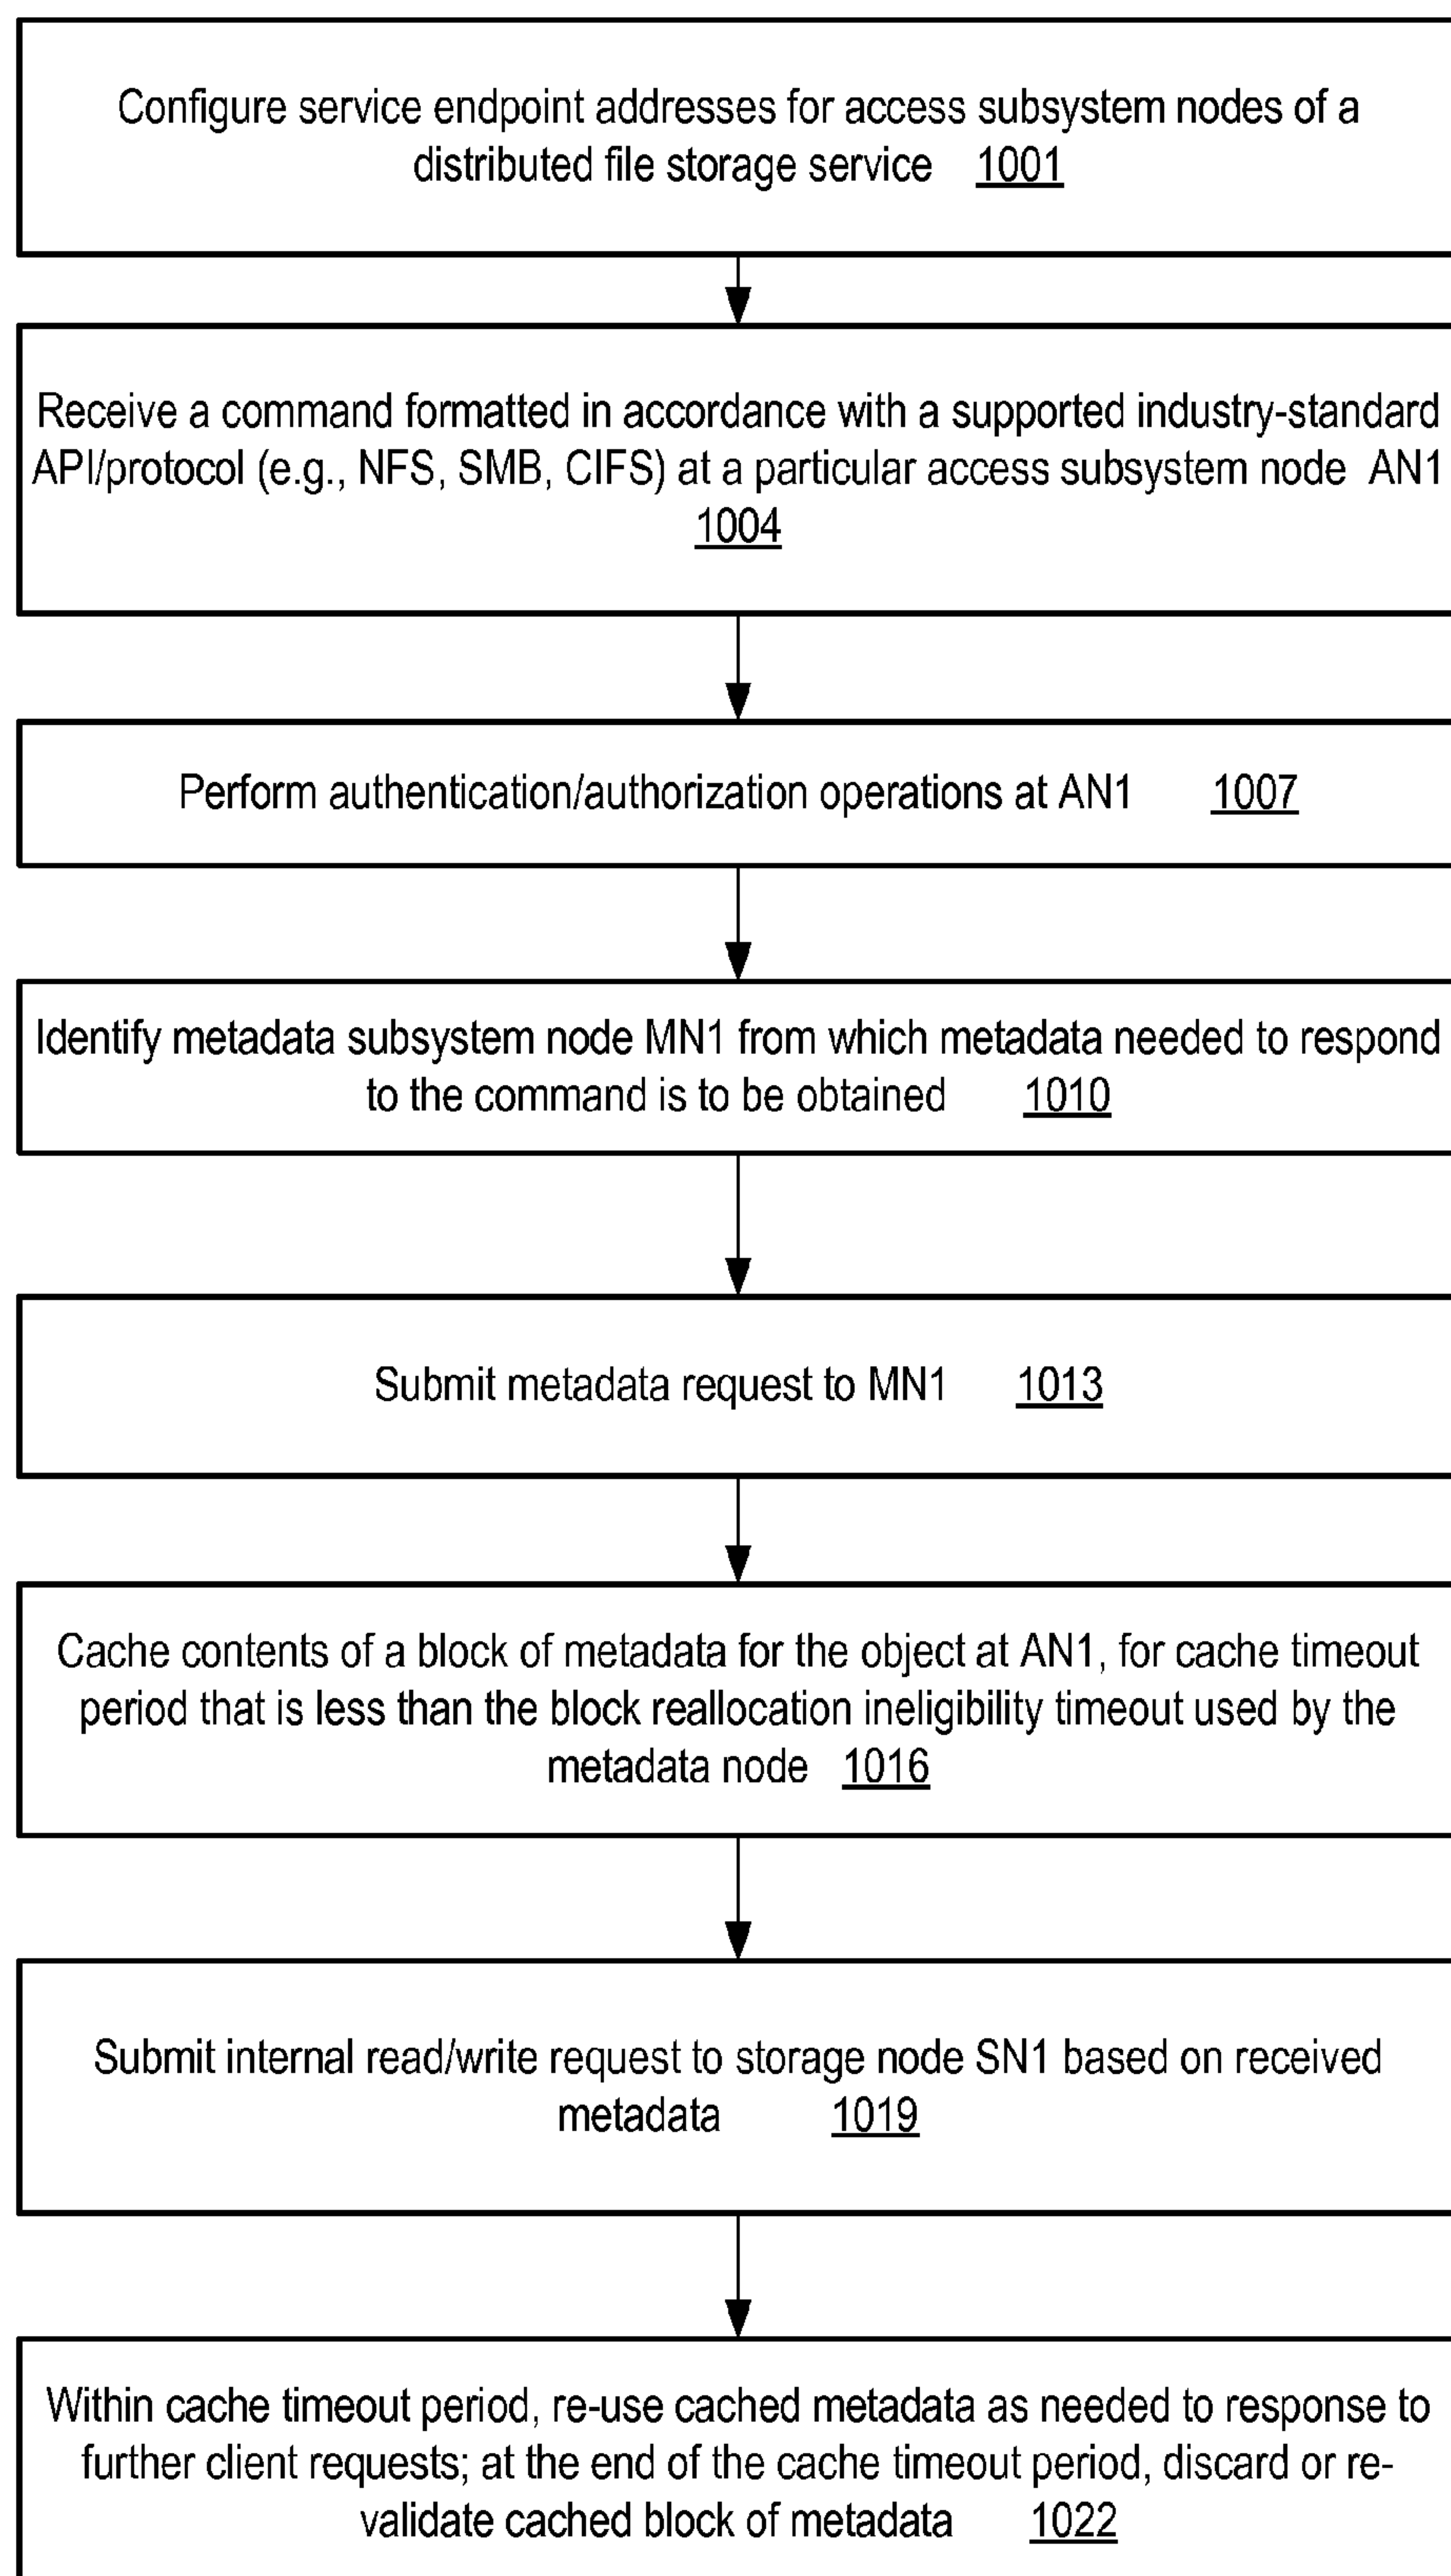 Configure service endpoint addresses for access subsystem nodes of a
distributed file storage service 1001
Receive a command formatted in accordance with a supported industry-standard
API/protocol (e.g., NFS, SMB, CIFS) at a particular access subsystem node AN1
1004
Perform authentication/authorization operations at AN1 1007
Identify metadata subsystem node MN1 from which metadata needed to respond
to the command is to be obtained 1010
Submit metadata request to MN1 1013
Cache contents of a block of metadata for the object at AN1, for cache timeout
period that is less than the block reallocation ineligibility timeout used by the
metadata node 1016
Submit internal read/write request to storage node SN1 based on received
metadata 1019
Within cache timeout period, re-use cached metadata as needed to response to
further client requests; at the end of the cache timeout period, discard or re-
validate cached block of metadata 1022